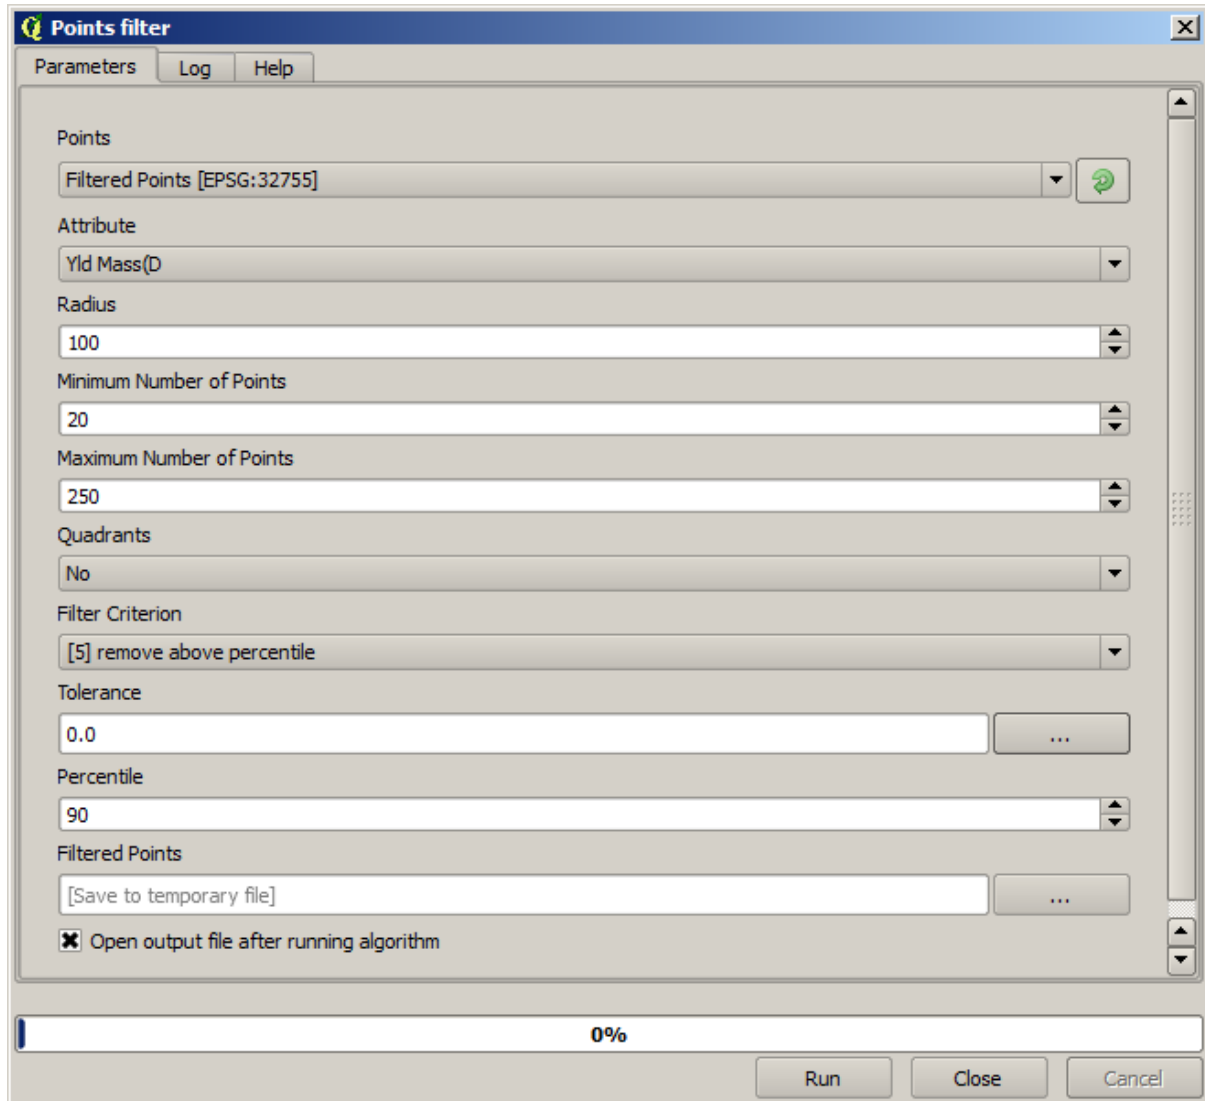 Points filter
Parameters Log Help
Points
Filtered Points [EPSG:32755]
Attribute
Yld Mass(D
Radius
100
Minimum Number of Points
20
Maximum Number of Points
250
Quadrants
No
Filter Criterion
[5] remove above percentile
Tolerance
0.0 ...
Percentile
90
Filtered Points
[Save to temporary file] ...
Open output file after running algorithm
0%
Run Close Cancel